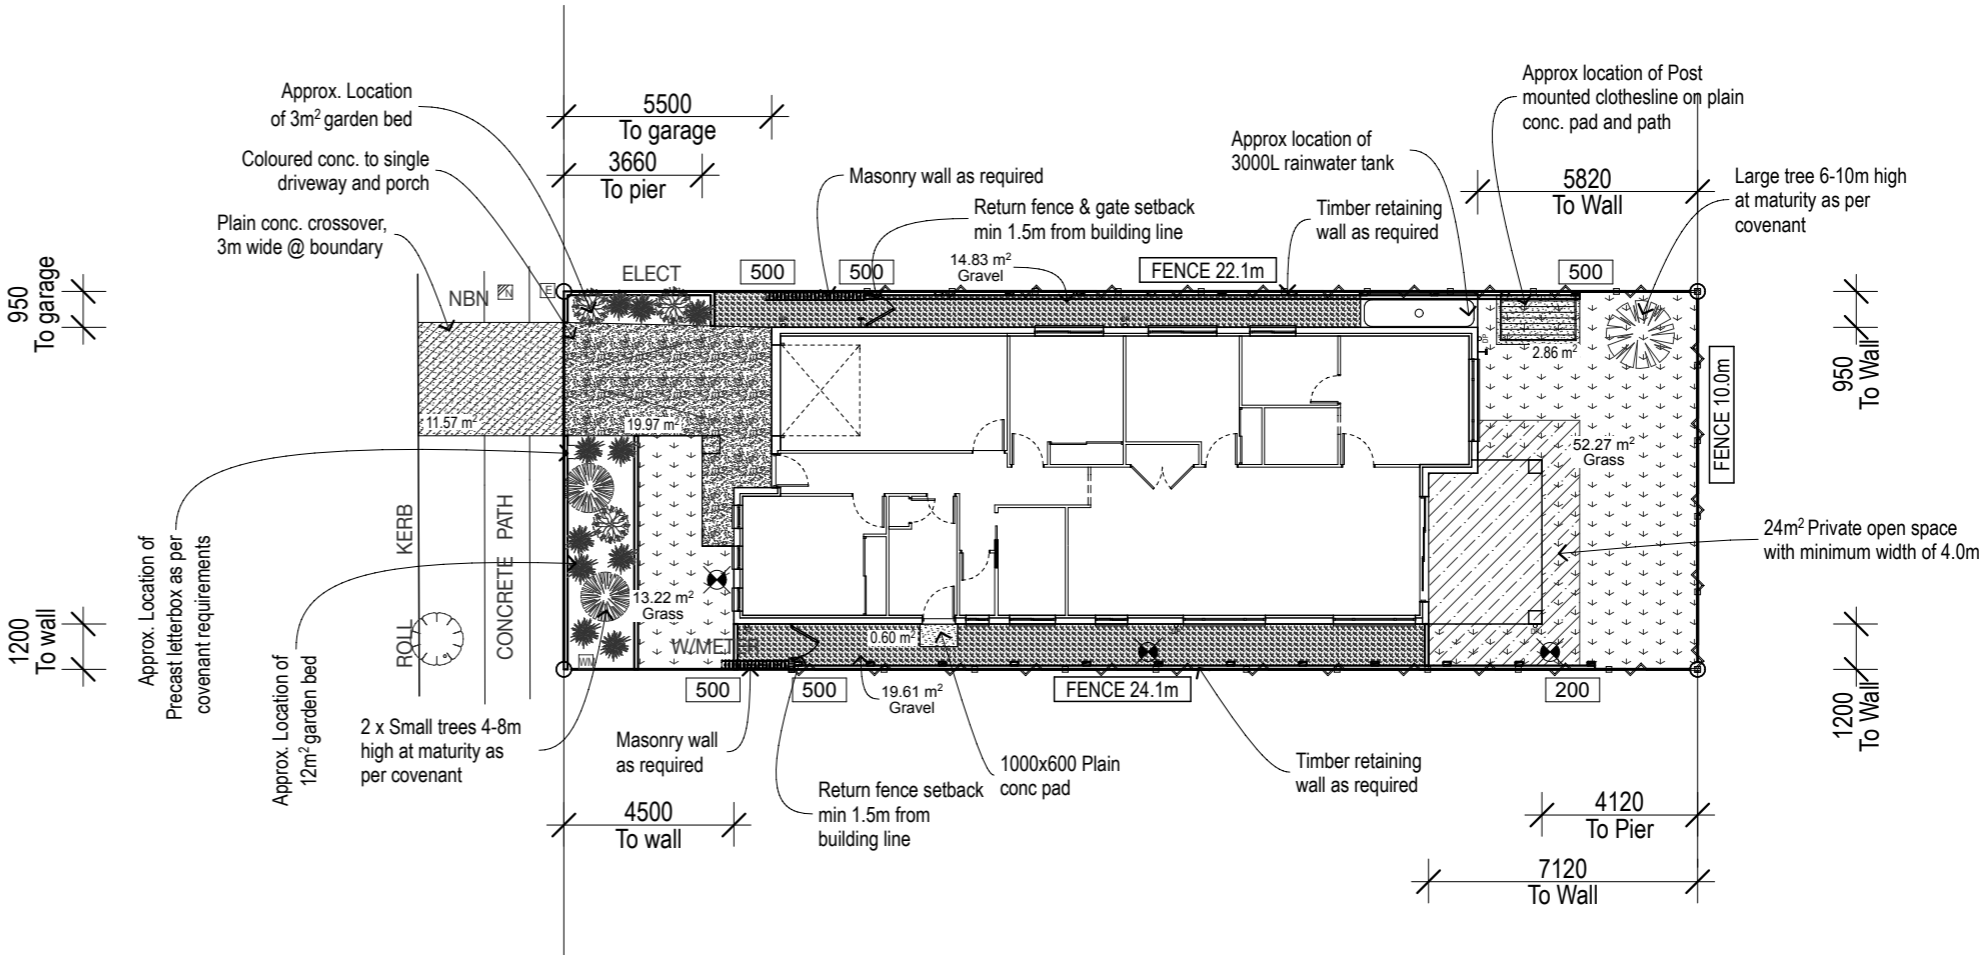 Approx. Location
of 3m² garden bed
Coloured conc. to single
driveway and porch
Plain conc. crossover,
3m wide @ boundary
5500
To garage
3660
To pier
Masonry wall as required
Return fence & gate setback
min 1.5m from building line
Approx location of
3000L rainwater tank
Timber retaining
wall as required
Approx location of Post
mounted clothesline on plain
conc. pad and path
5820
To Wall
Large tree 6-10m high
at maturity as per
covenant
950
To garage
NBN
N
E
ELECT
500
500
14.83 m²
Gravel
FENCE 22.1m
500
950
To Wall
2.86 m²
FENCE 10.0m
11.57 m²
19.97 m²
52.27 m²
Grass
24m² Private open space
with minimum width of 4.0m
ROLL KERB
CONCRETE PATH
13.22 m²
Grass
W/METER
WM
0.60 m²
1200
To wall
Approx. Location of
Precast letterbox as per
covenant requirements
Approx. Location of
12m² garden bed
2 x Small trees 4-8m
high at maturity as
per covenant
500
500
19.61 m²
Gravel
FENCE 24.1m
200
1200
To Wall
Masonry wall
as required
Return fence setback
min 1.5m from
building line
1000x600 Plain
conc pad
Timber retaining
wall as required
4500
To wall
4120
To Pier
7120
To Wall